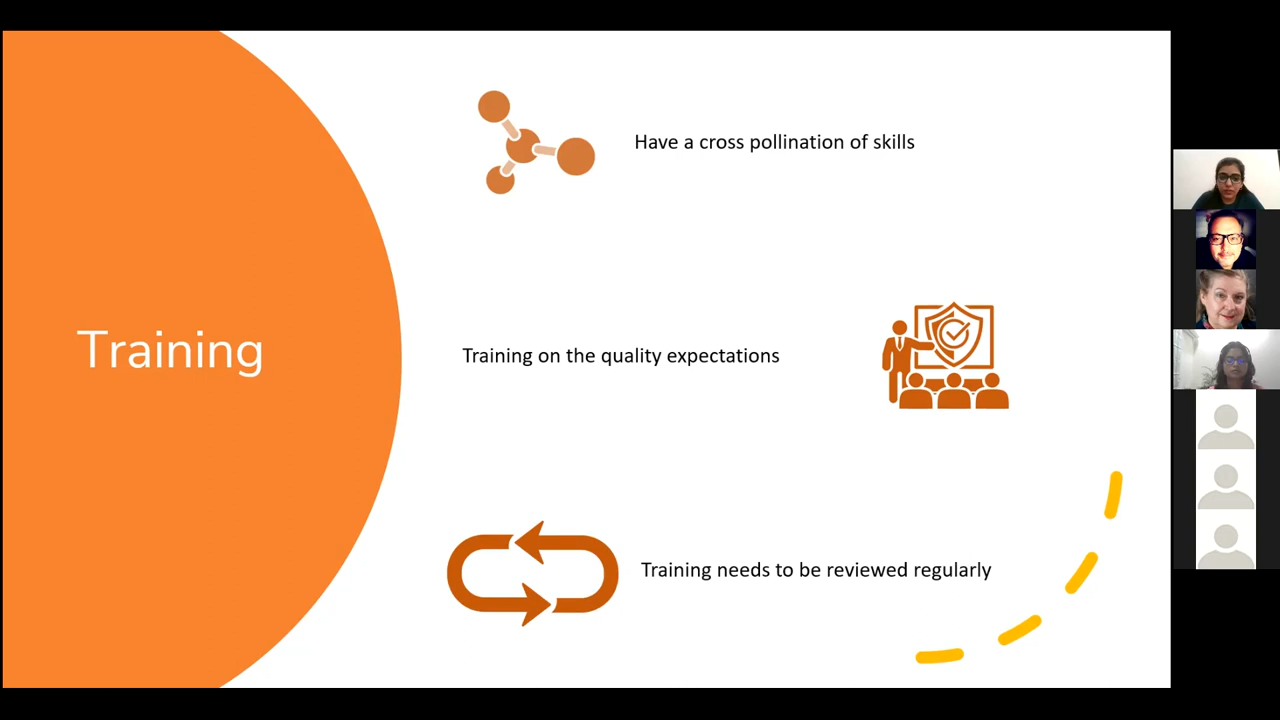 Training
Have a cross pollination of skills
Training on the quality expectations
Training needs to be reviewed regularly